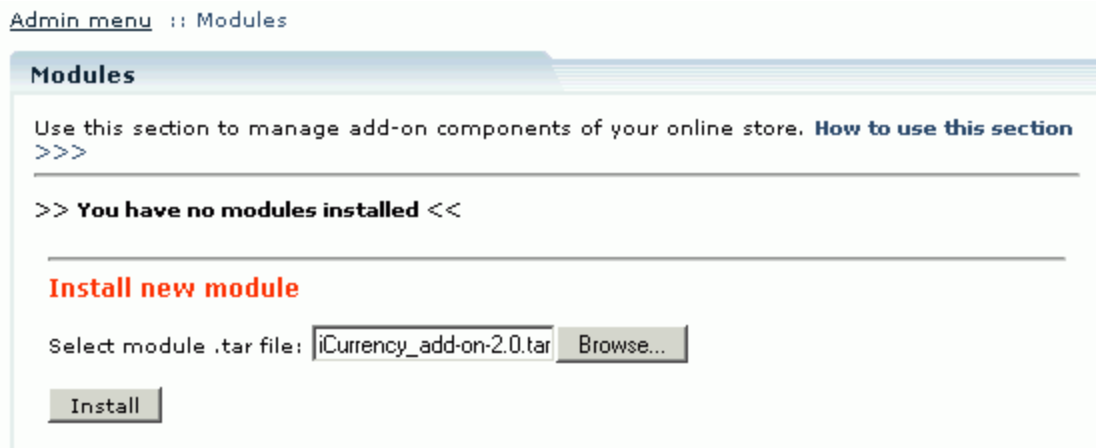 Admin menu :: Modules
Modules
Use this section to manage add-on components of your online store. How to use this section
>>>
>> You have no modules installed <<
Install new module
Select module .tar file: iCurrency_add-on-2.0.tar Browse...
Install